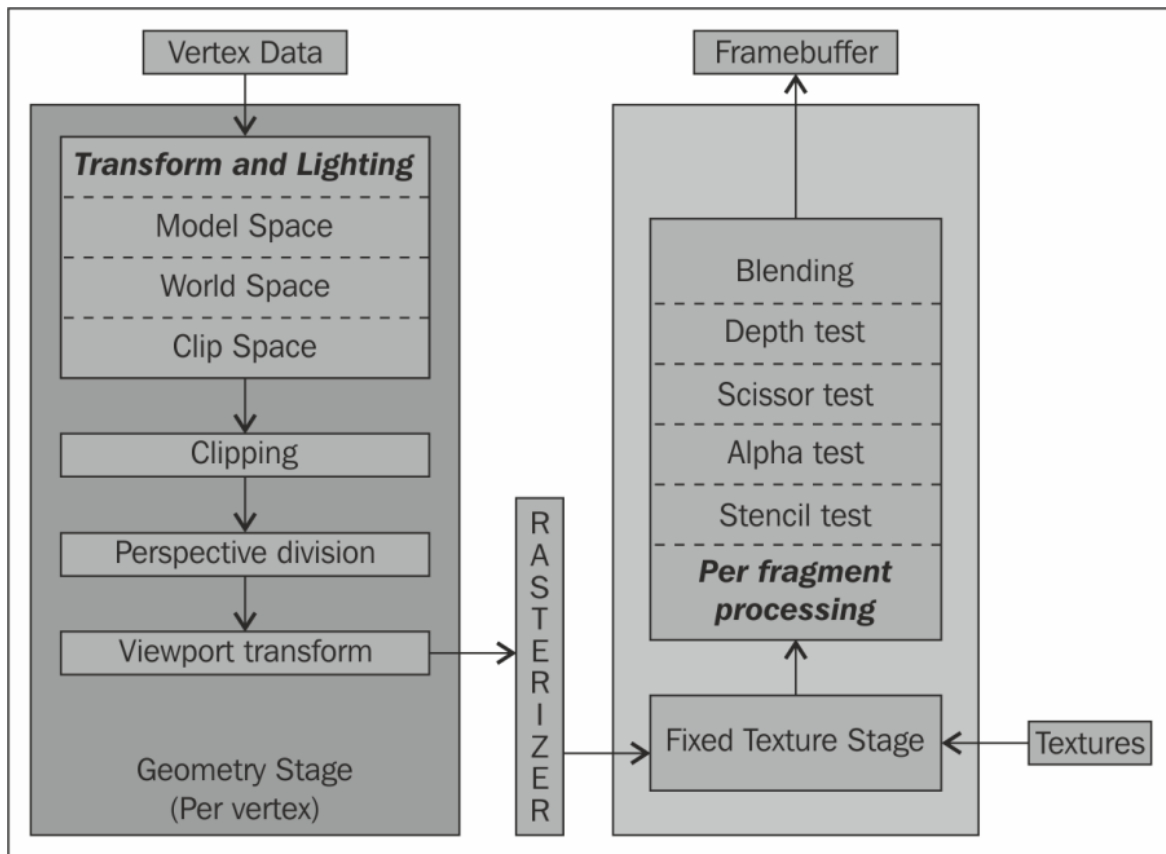 Vertex Data
Transform and Lighting
Model Space
World Space
Clip Space
Clipping
Perspective division
Viewport transform
Geometry Stage
(Per vertex)
RASTERIZER
Framebuffer
Blending
Depth test
Scissor test
Alpha test
Stencil test
Per fragment
processing
Fixed Texture Stage
Textures